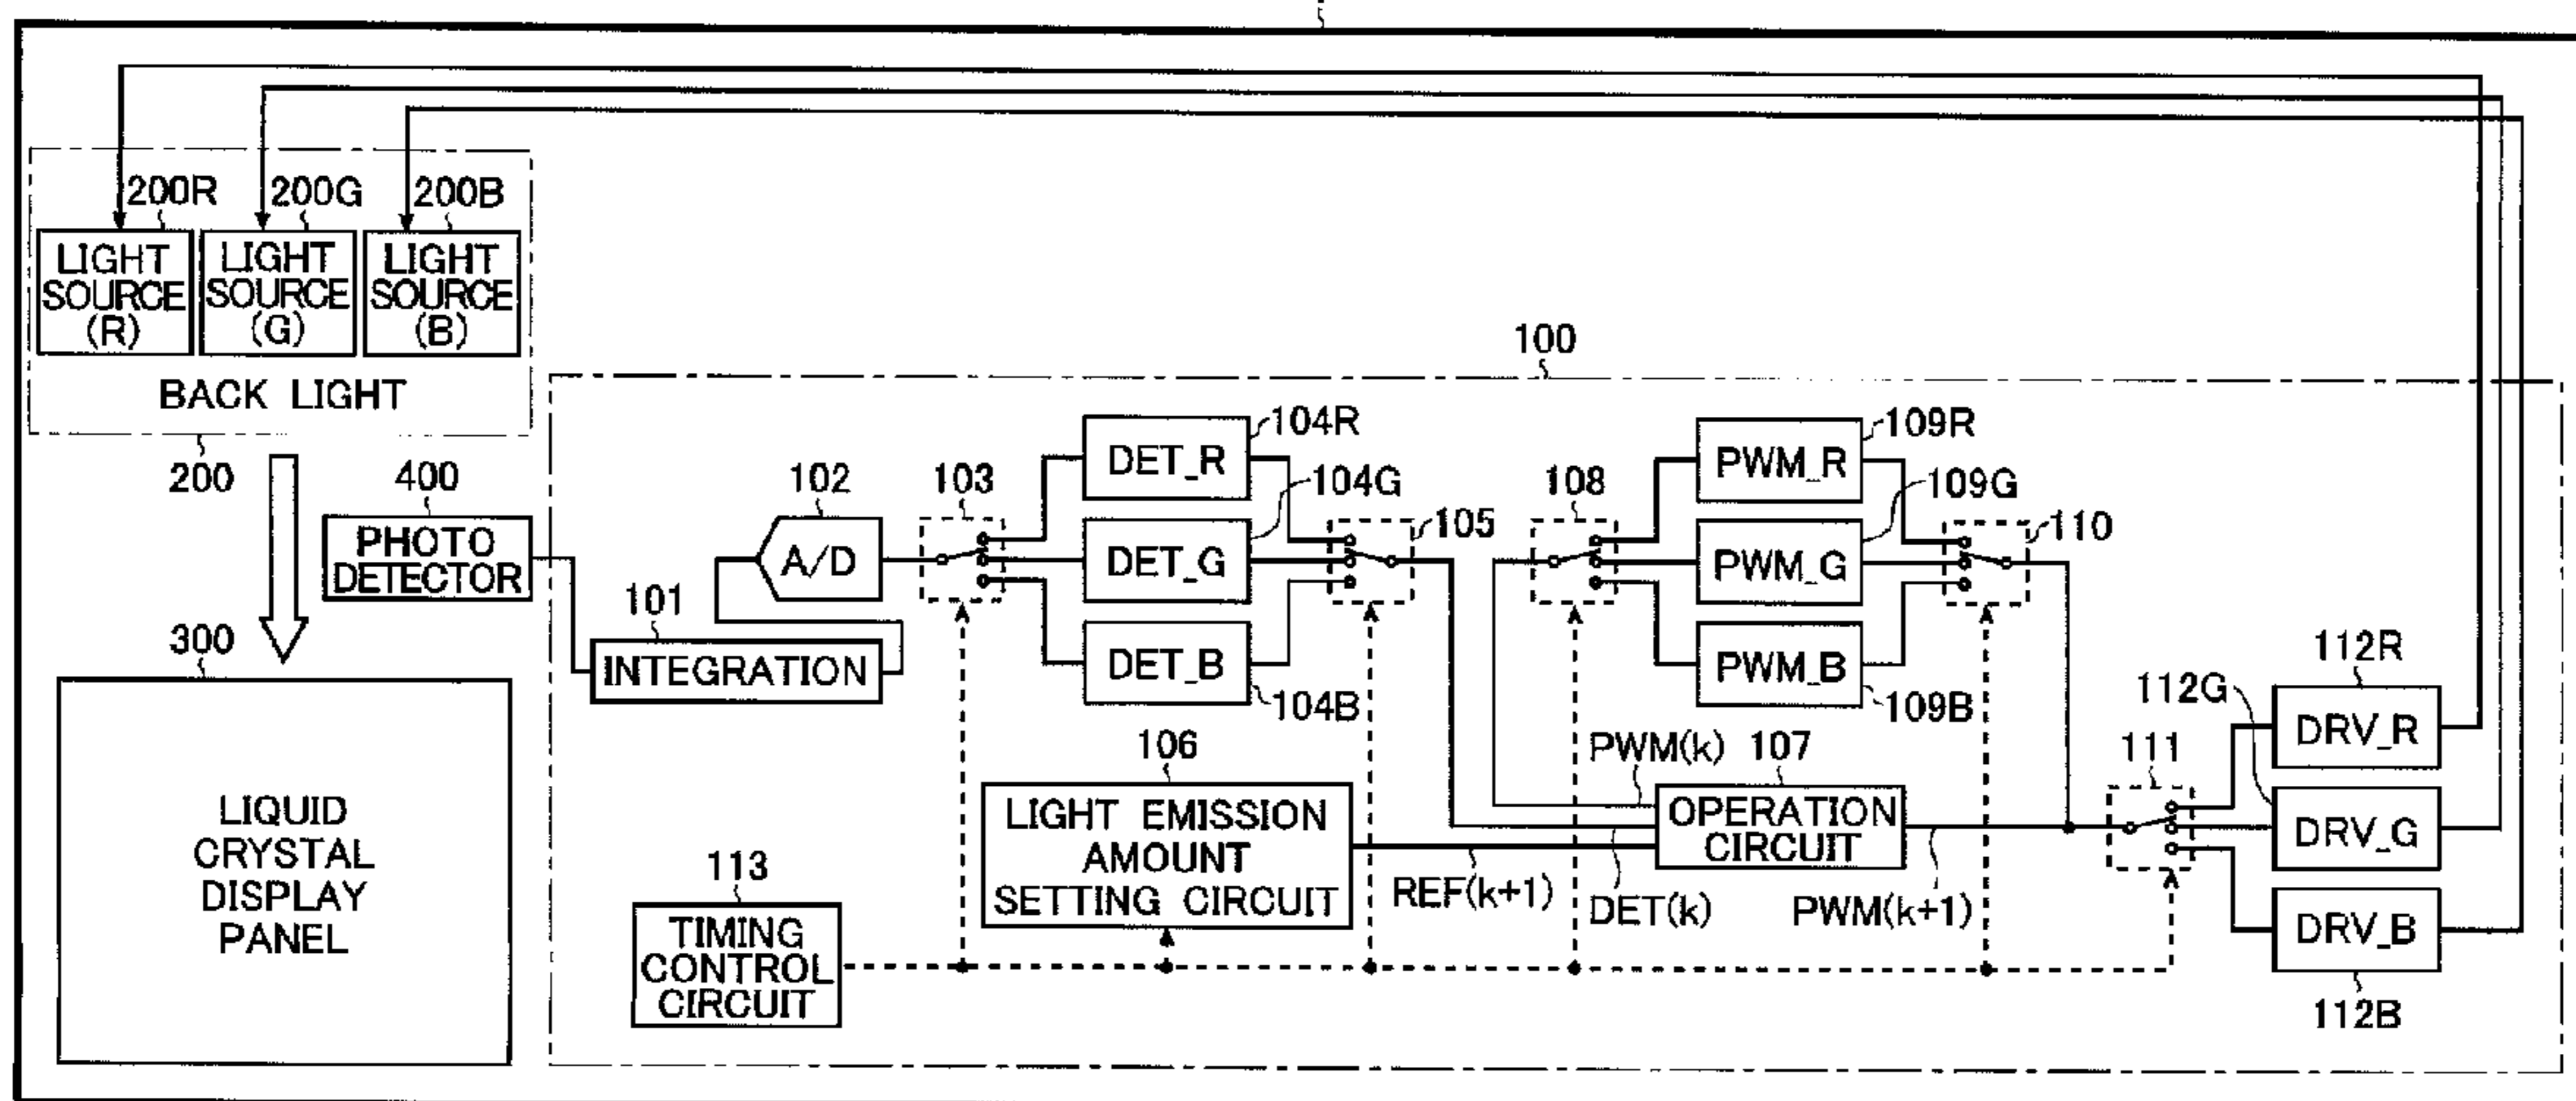 200R
200G
200B
LIGHT
SOURCE
(R)
LIGHT
SOURCE
(G)
LIGHT
SOURCE
(B)
BACK LIGHT
200
400
PHOTO
DETECTOR
300
LIQUID
CRYSTAL
DISPLAY
PANEL
100
101
INTEGRATION
102
A/D
103
104R
DET_R
104G
DET_G
DET_B
104B
105
108
109R
PWM_R
109G
PWM_G
PWM_B
109B
110
106
LIGHT EMISSION
AMOUNT
SETTING CIRCUIT
113
TIMING
CONTROL
CIRCUIT
PWM(k)
107
OPERATION
CIRCUIT
REF(k+1)
DET(k)
PWM(k+1)
111
112R
DRV_R
112G
DRV_G
DRV_B
112B